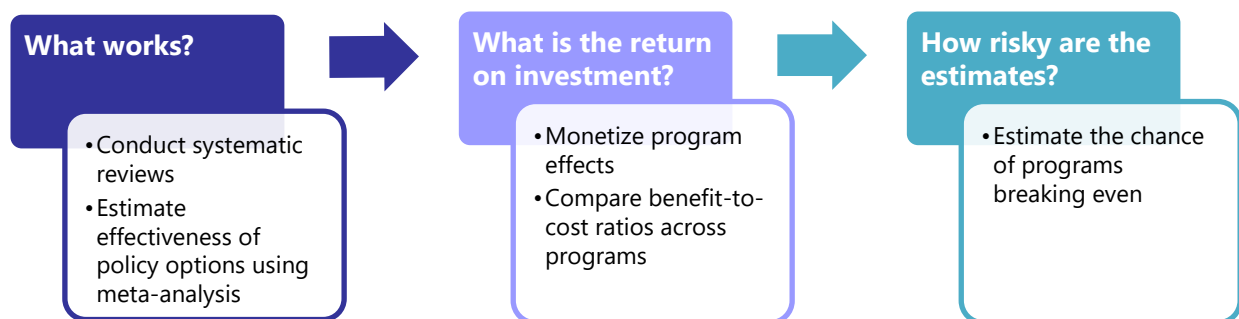 What works?
•Conduct systematic
reviews
•Estimate
effectiveness of
policy options using
meta-analysis
What is the return
on investment?
•Monetize program
effects
•Compare benefit-to-
cost ratios across
programs
How risky are the
estimates?
•Estimate the chance
of programs
breaking even